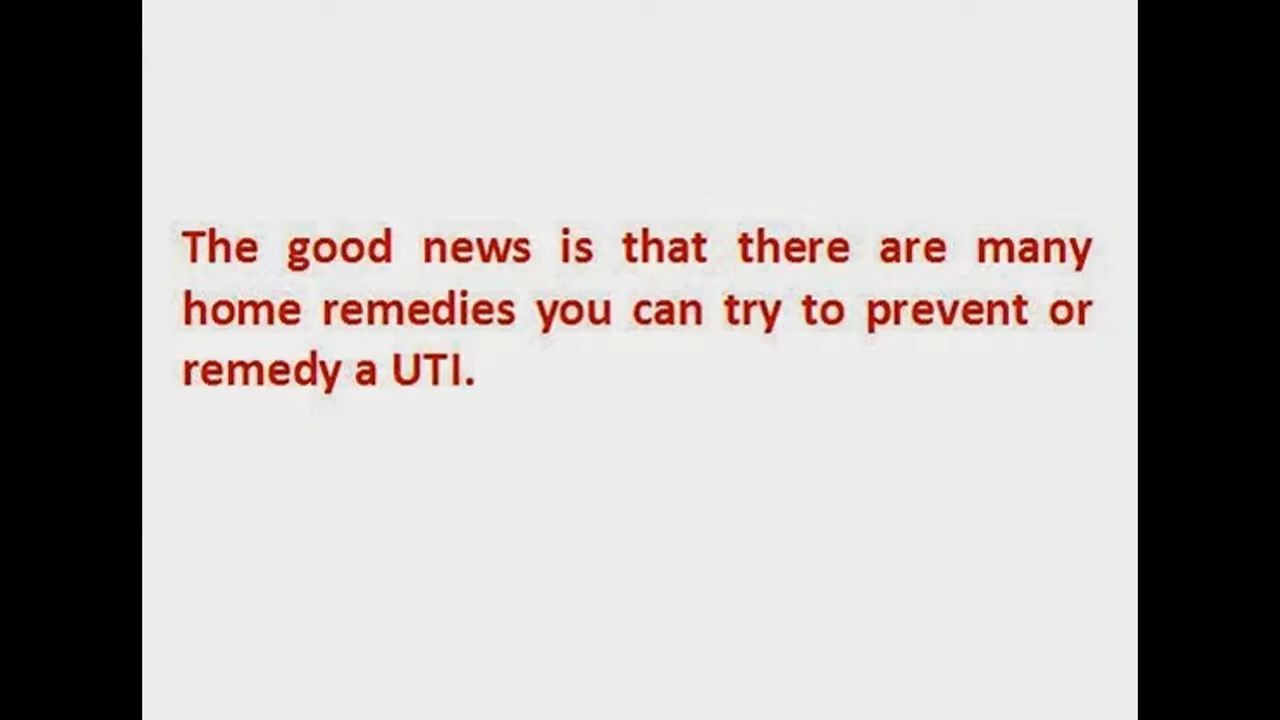 The good news is that there are many
home remedies you can try to prevent or
remedy a UTI.